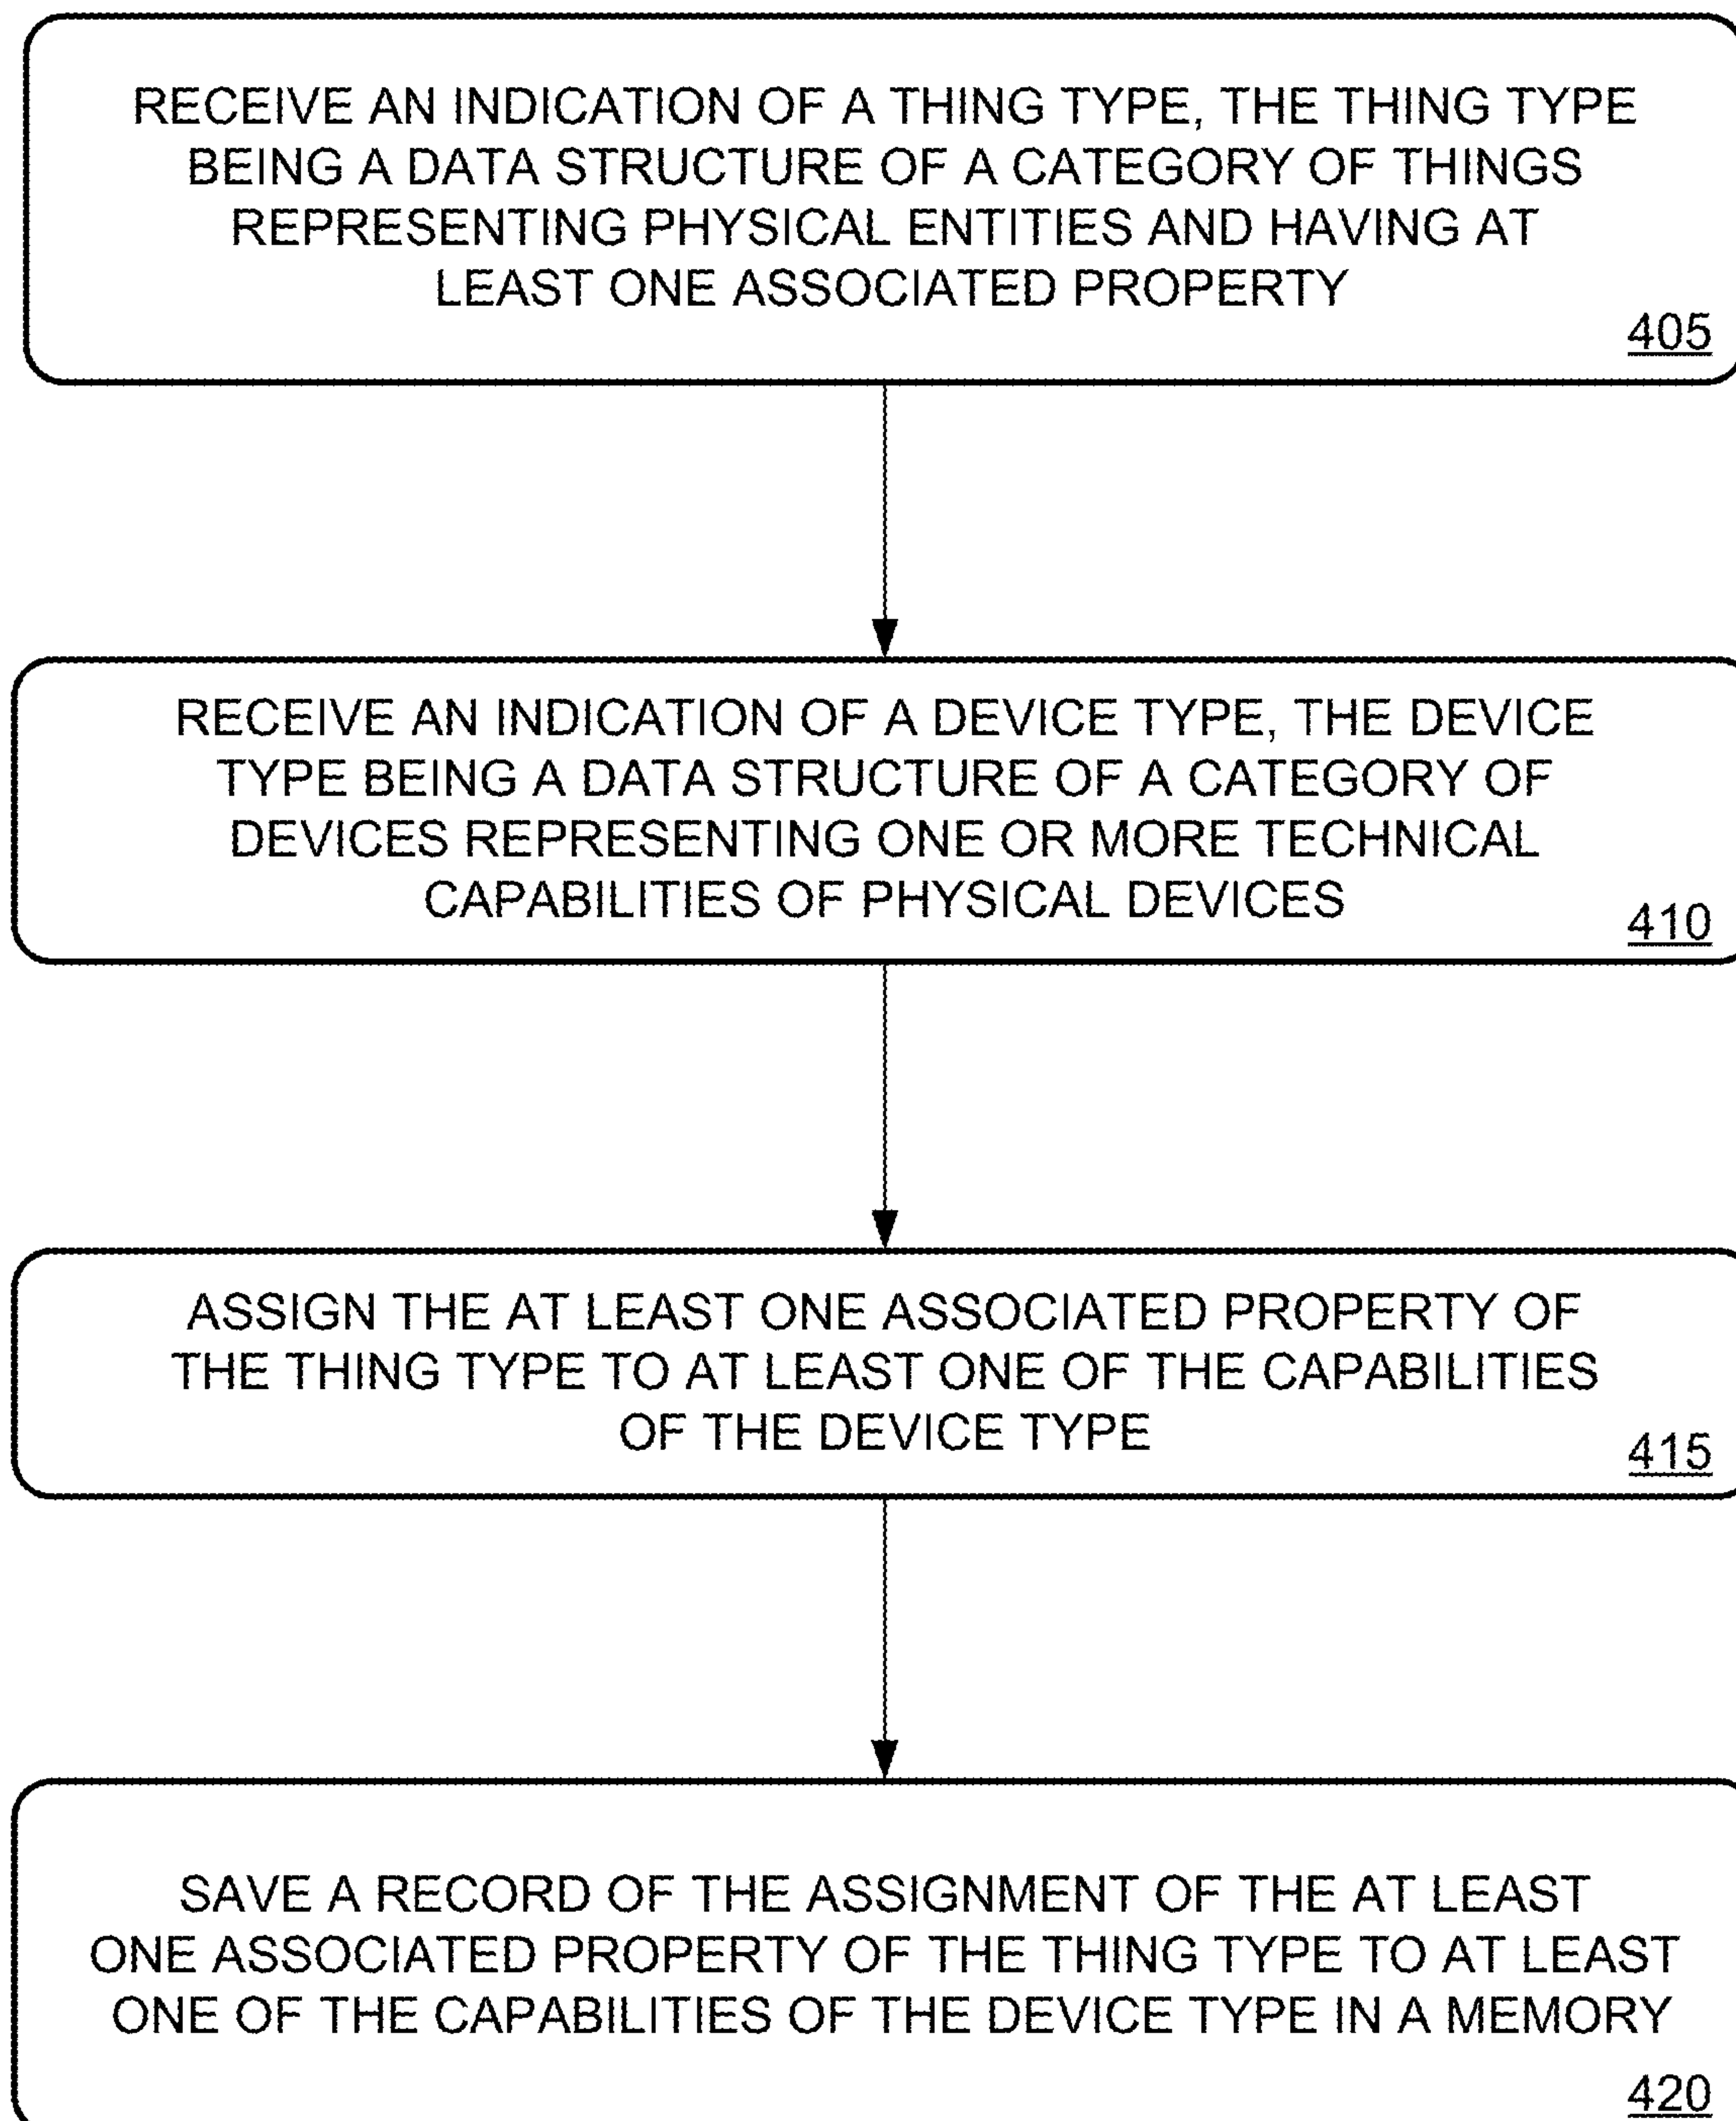 RECEIVE AN INDICATION OF A THING TYPE, THE THING TYPE
BEING A DATA STRUCTURE OF A CATEGORY OF THINGS
REPRESENTING PHYSICAL ENTITIES AND HAVING AT
LEAST ONE ASSOCIATED PROPERTY
405
RECEIVE AN INDICATION OF A DEVICE TYPE, THE DEVICE
TYPE BEING A DATA STRUCTURE OF A CATEGORY OF
DEVICES REPRESENTING ONE OR MORE TECHNICAL
CAPABILITIES OF PHYSICAL DEVICES
410
ASSIGN THE AT LEAST ONE ASSOCIATED PROPERTY OF
THE THING TYPE TO AT LEAST ONE OF THE CAPABILITIES
OF THE DEVICE TYPE
415
SAVE A RECORD OF THE ASSIGNMENT OF THE AT LEAST
ONE ASSOCIATED PROPERTY OF THE THING TYPE TO AT LEAST
ONE OF THE CAPABILITIES OF THE DEVICE TYPE IN A MEMORY
420